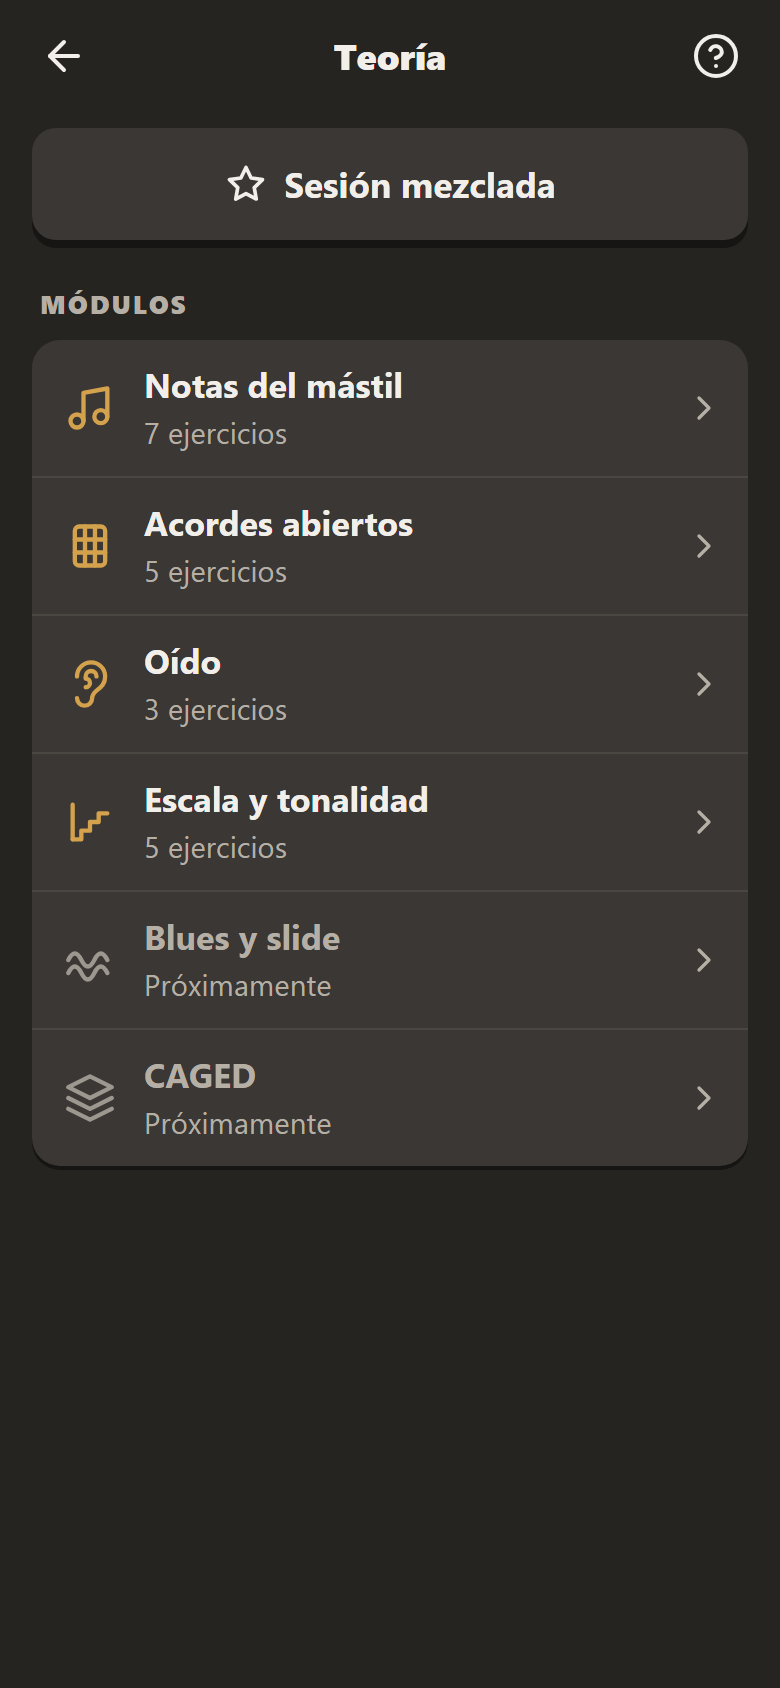 Teoría
Sesión mezclada
MÓDULOS
Notas del mástil
7 ejercicios
Acordes abiertos
5 ejercicios
Oído
3 ejercicios
Escala y tonalidad
5 ejercicios
Blues y slide
Próximamente
CAGED
Próximamente